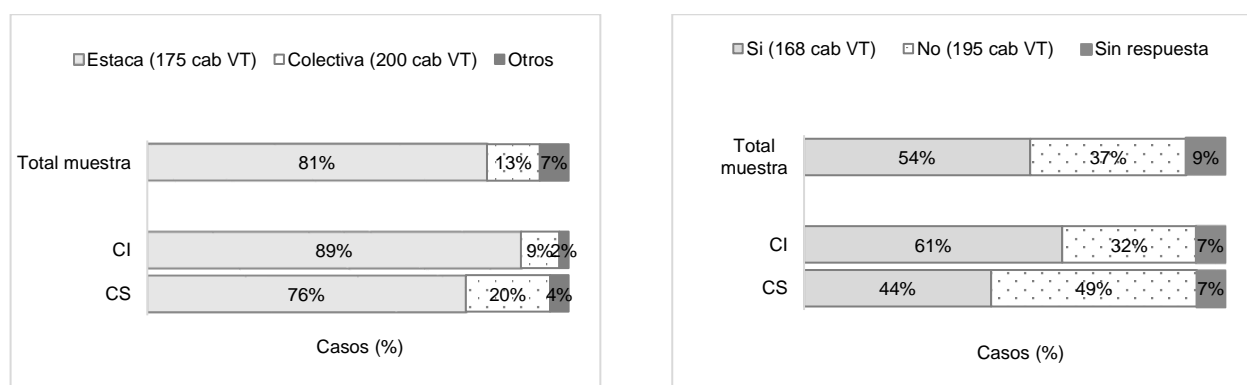 Estaca (175 cab VT) Colectiva (200 cab VT) Otros
Total muestra 81% 13% 7%
CI 89% 9% 2%
CS 76% 20% 4%
Casos (%)
Si (168 cab VT) No (195 cab VT) Sin respuesta
Total
muestra 54% 37% 9%
CI 61% 32% 7%
CS 44% 49% 7%
Casos (%)